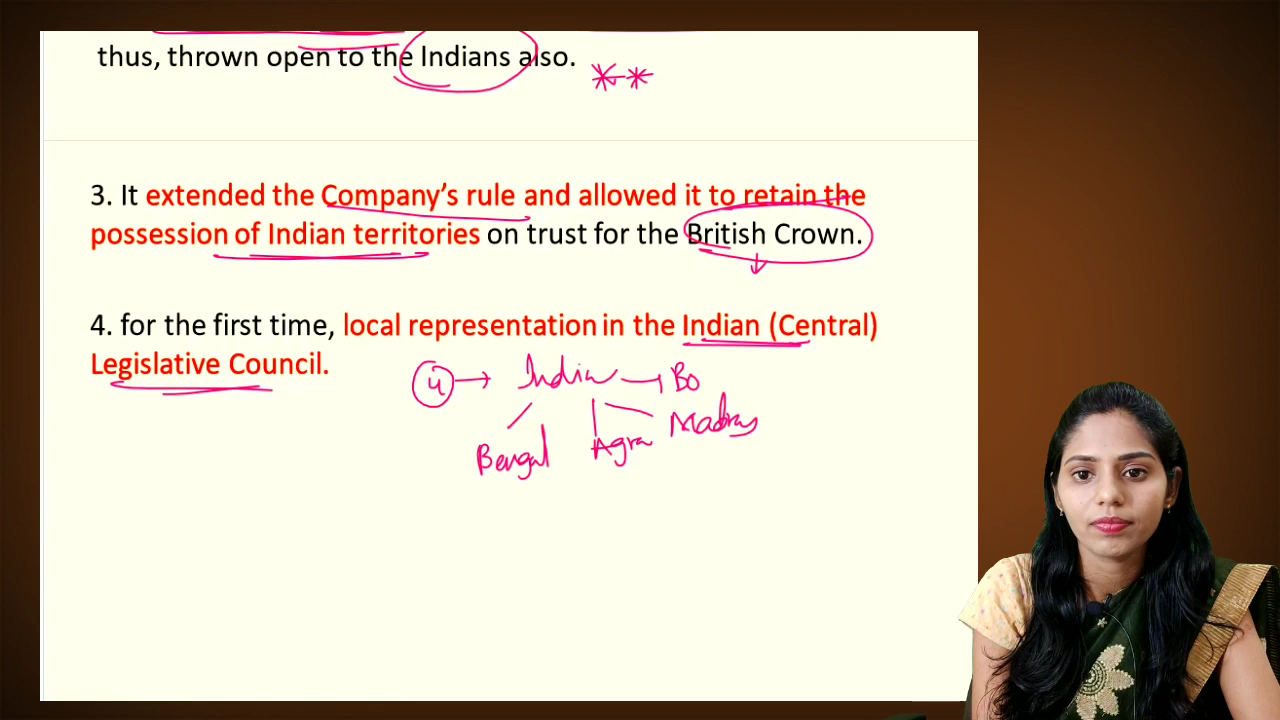 thus, thrown open to the Indians also.
3. It extended the Company's rule and allowed it to retain the
possession of Indian territories on trust for the British Crown.
4. for the first time, local representation in the Indian (Central)
Legislative Council.
4 → India Bo
Bengal Agra Madras